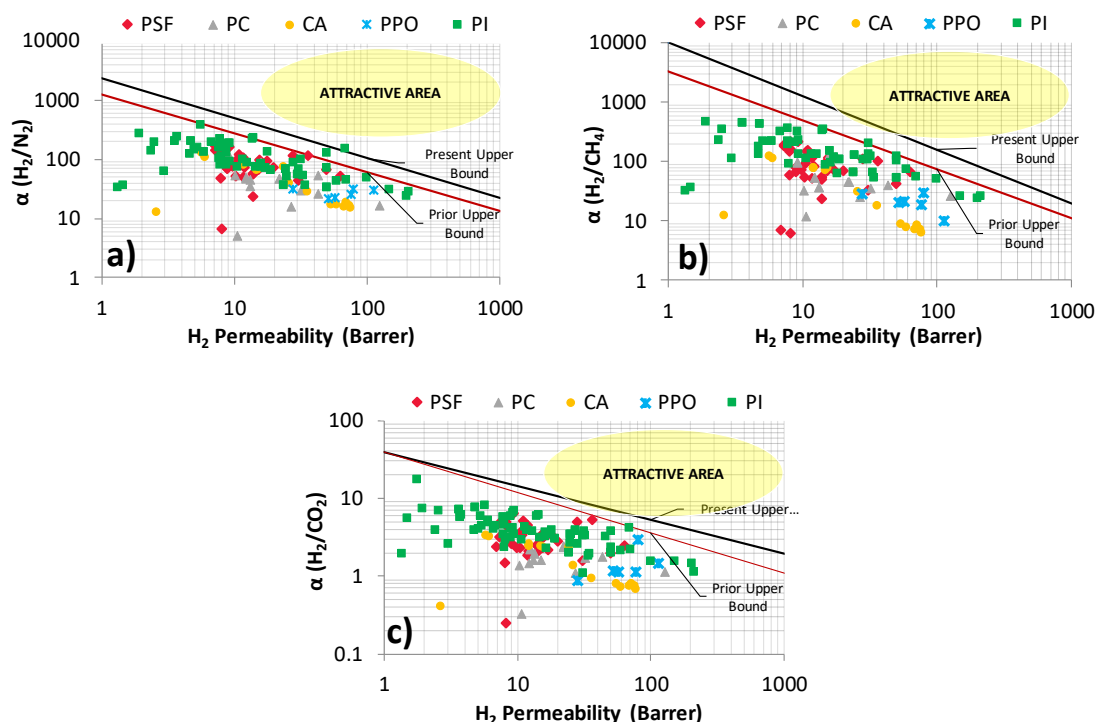 PSF PC CA PPO PI
10000
1000
100
10
1
α (H₂/N₂)
ATTRACTIVE AREA
Present Upper
Bound
Prior Upper
Bound
a)
1 10 100 1000
H₂ Permeability (Barrer)
PSF PC CA PPO PI
10000
1000
100
10
1
α (H₂/CH₄)
ATTRACTIVE AREA
Present Upper
Bound
Prior Upper
Bound
b)
1 10 100 1000
H₂ Permeability (Barrer)
PSF PC CA PPO PI
100
10
1
0.1
α (H₂/CO₂)
ATTRACTIVE AREA
Present Upper...
Prior Upper
Bound
c)
1 10 100 1000
H₂ Permeability (Barrer)